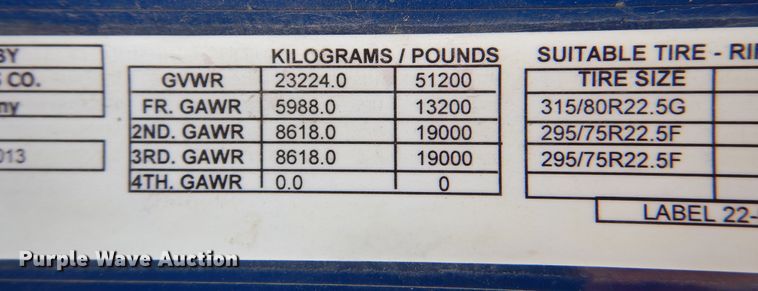 BY KILOGRAMS / POUNDS SUITABLE TIRE - RI
CO. GVWR 23224.0 51200 TIRE SIZE
FR. GAWR 5988.0 13200 315/80R22.5G
2ND. GAWR 8618.0 19000 295/75R22.5F
013 3RD. GAWR 8618.0 19000 295/75R22.5F
4TH. GAWR 0.0 0
LABEL 22-
Purple Wave Auction